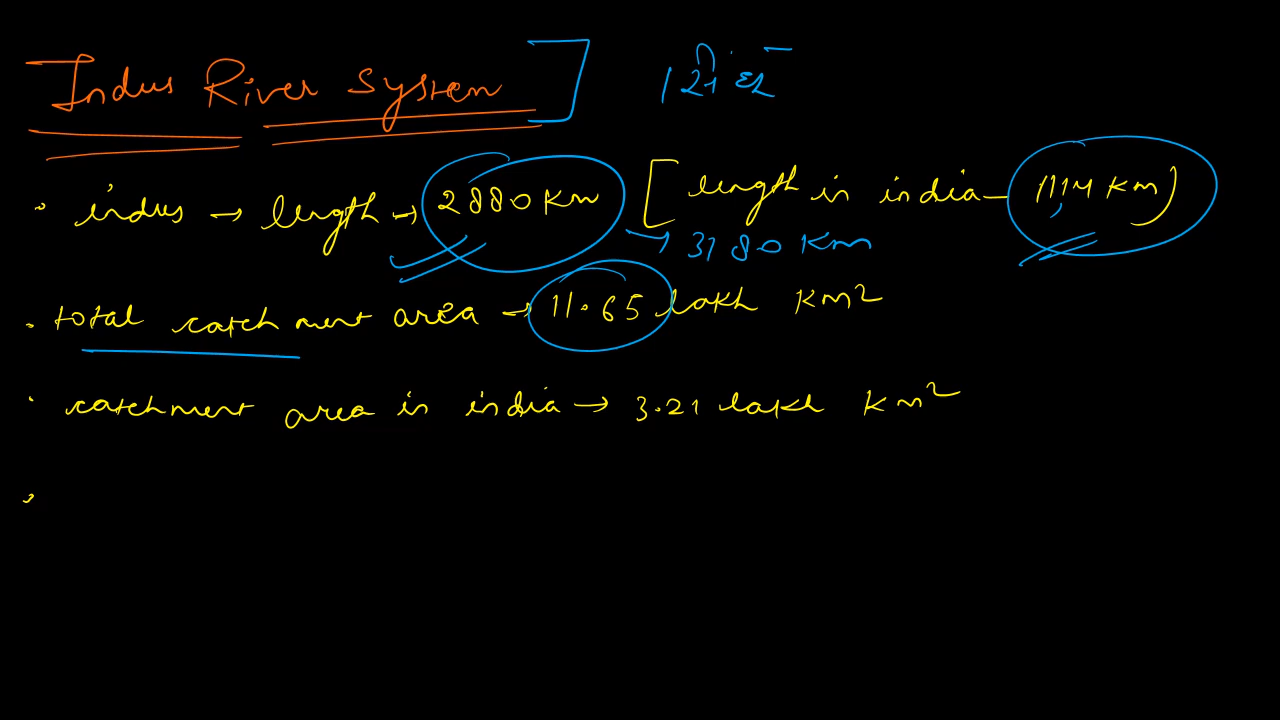 Indus River System
• indus → length → 2880 Km [length in india - 1114 Km)
→ 3180 Km
• total catchment area → 11.65 lakh Km²
• catchment area in india → 3.21 lakh Km²